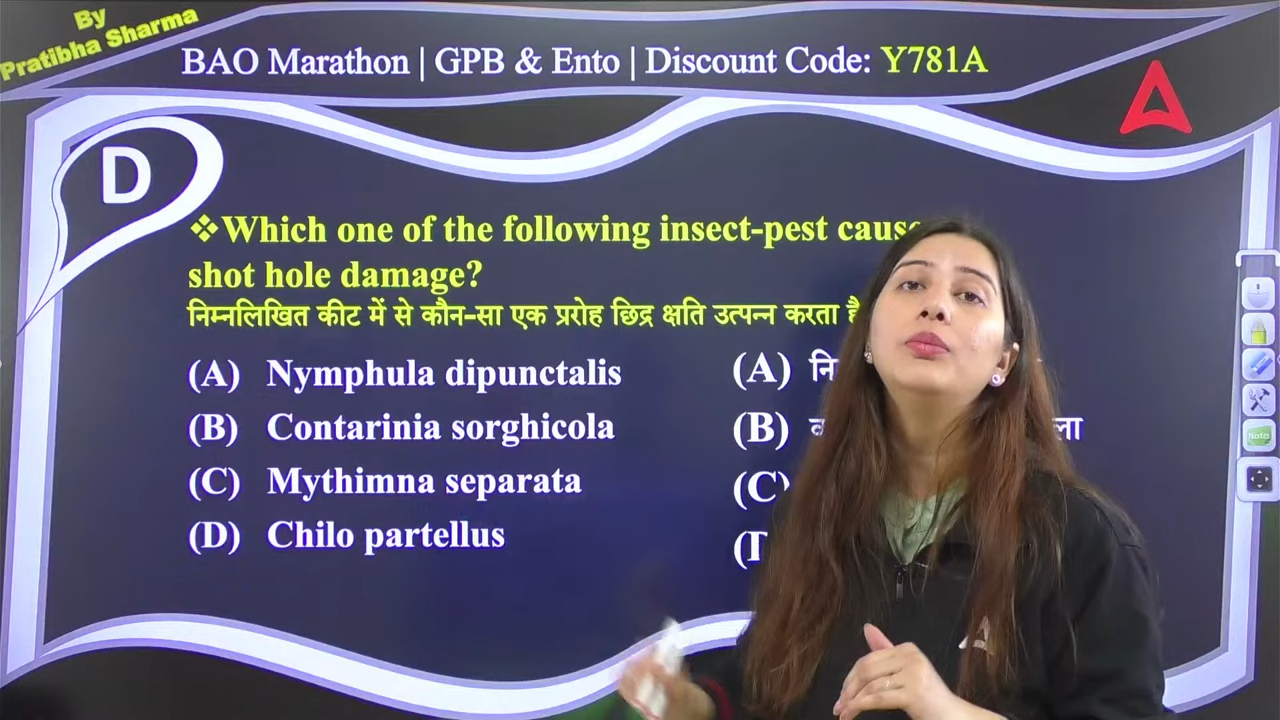 By
Pratibha Sharma
BAO Marathon | GPB & Ento | Discount Code: Y781A
D
❖Which one of the following insect-pest
shot hole damage?
निम्नलिखित कीट में से कौन-सा एक प्ररोह छिद्र क्षति उत्पन्न करता
(A) Nymphula dipunctalis
(B) Contarinia sorghicola
(C) Mythimna separata
(D) Chilo partellus
(A)
(B)
(C)
Note